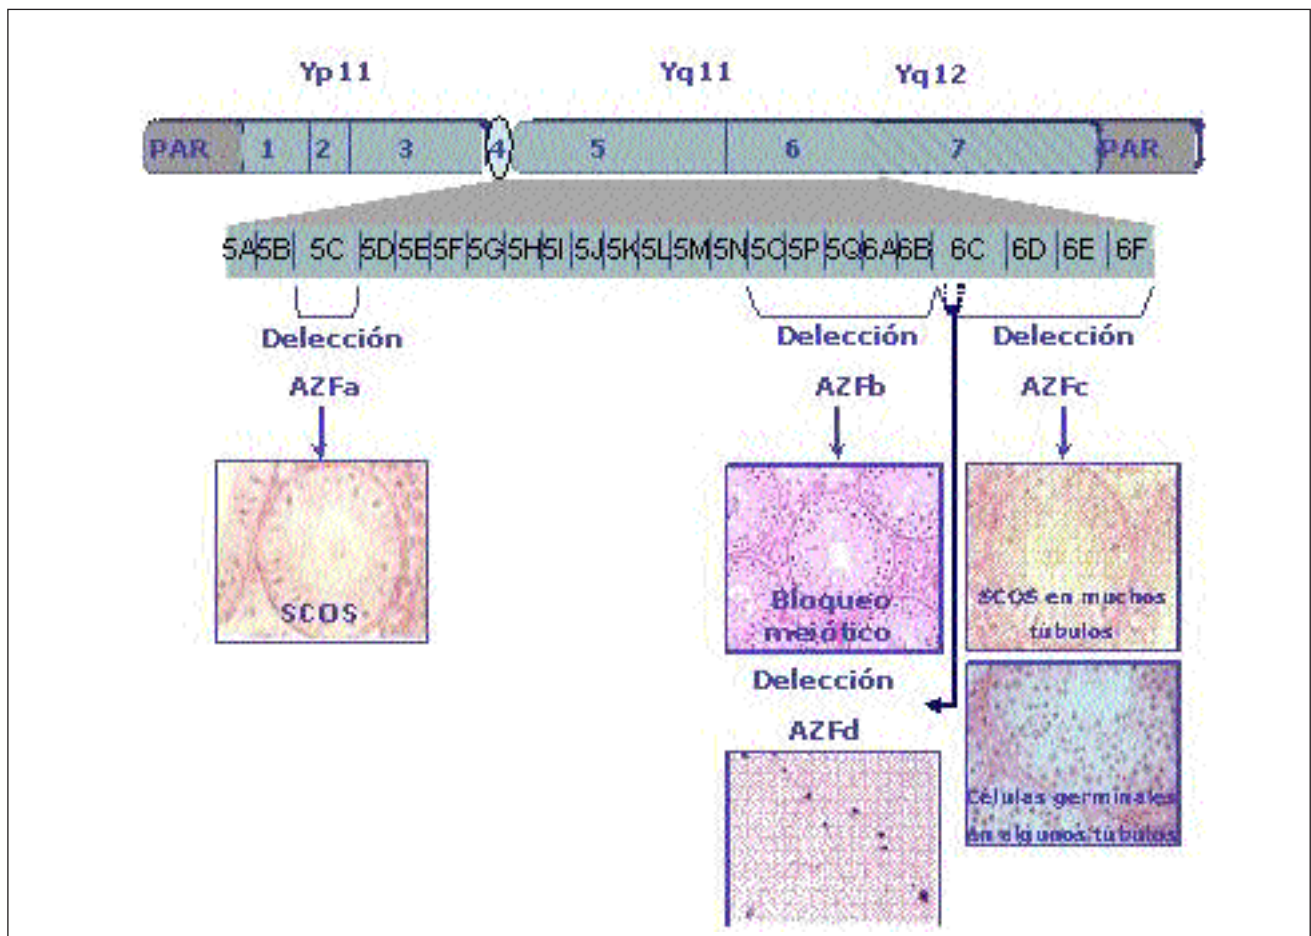 Yp11 Yq11 Yq12
PAR 1 2 3 4 5 6 7 PAR
5A 5B 5C 5D 5E 5F 5G 5H 5I 5J 5K 5L 5M 5N 5O 5P 5Q 6A 6B 6C 6D 6E 6F
Delección Delección Delección
AZFa AZFb AZFc
SCOS
Bloqueo
meiótico
SCOS en muchos
túbulos
Delección
AZFd
Células germinales
en algunos túbulos